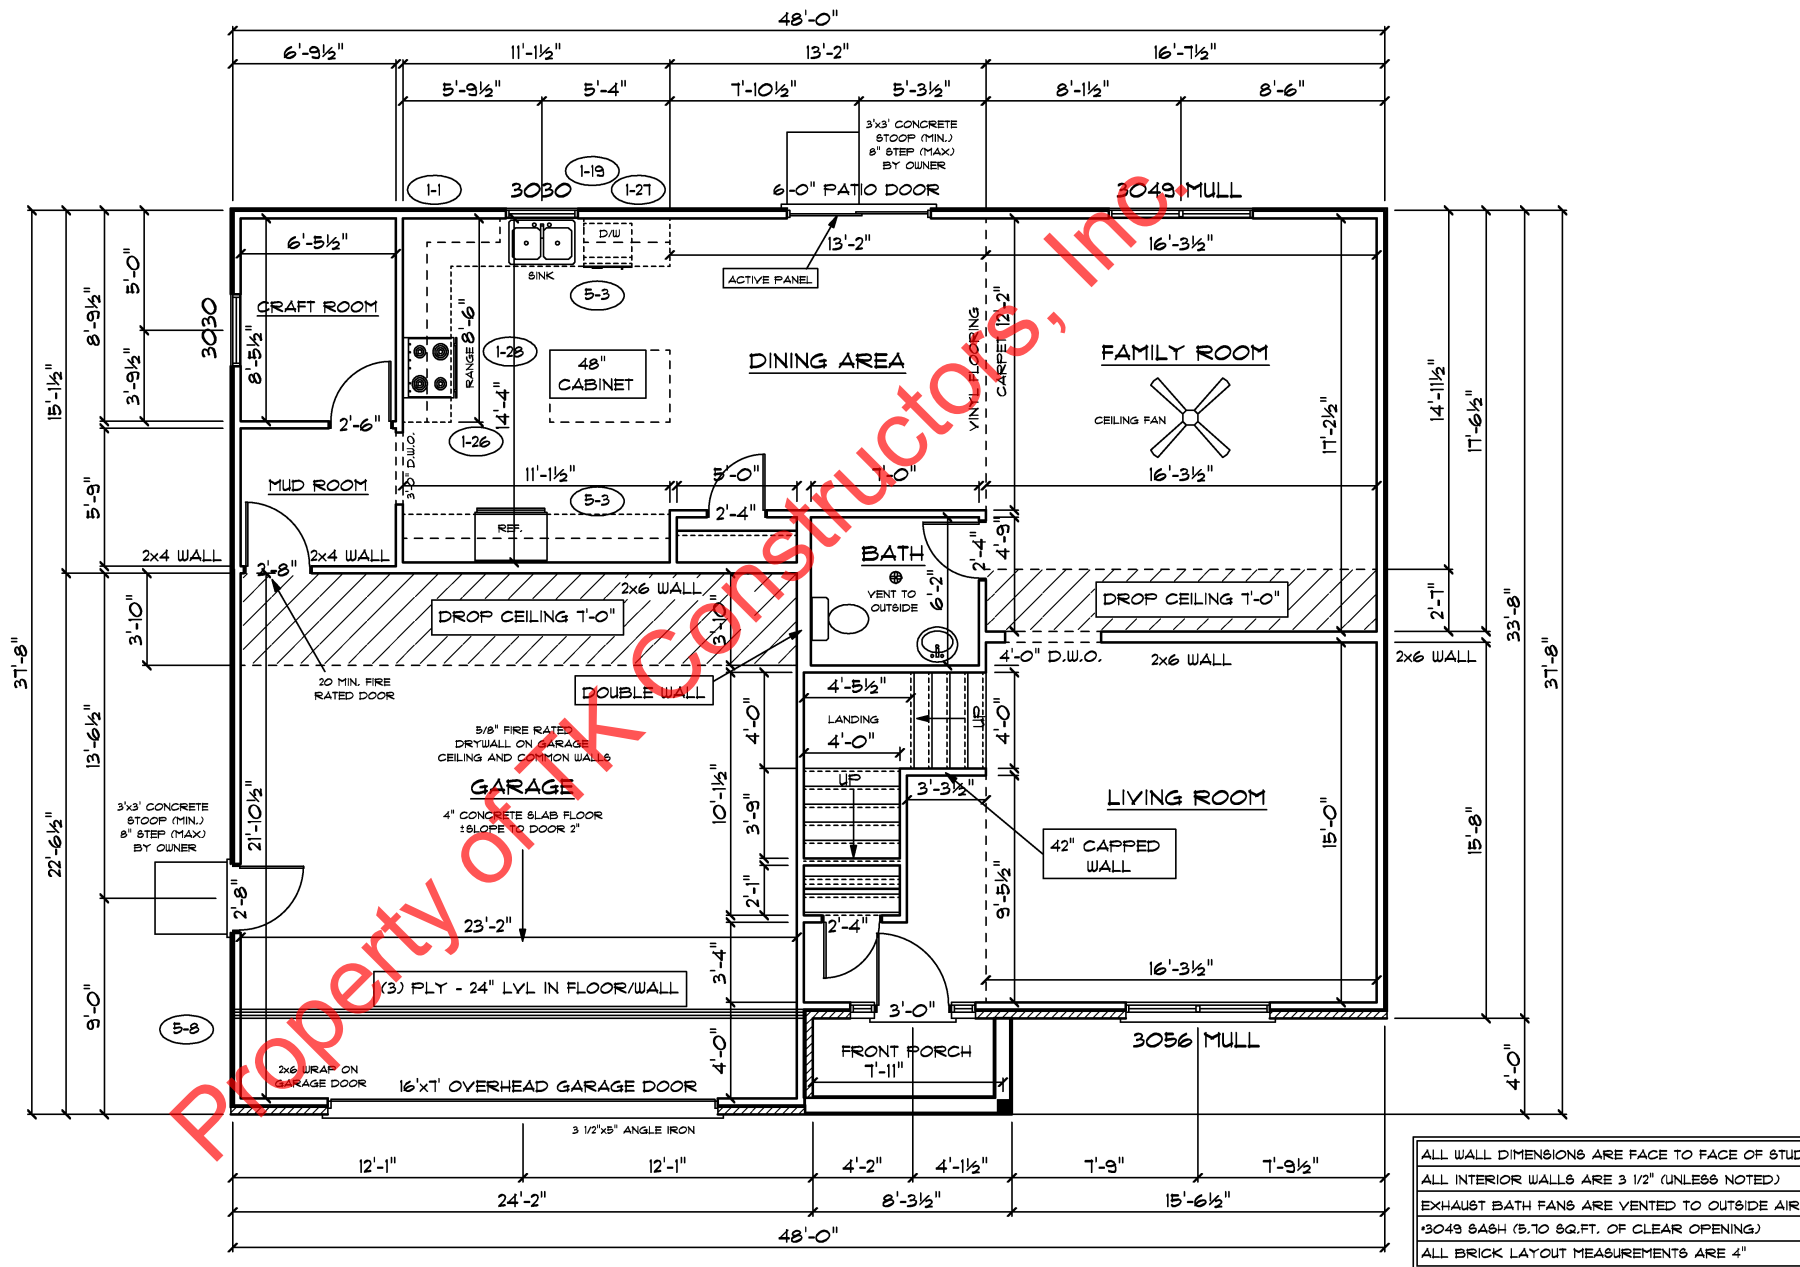 48'-0"
6'-9½" 11'-1½" 13'-2" 16'-7½"
5'-9½" 5'-4" 7'-10½" 5'-3½" 8'-1½" 8'-6"
3'x3' CONCRETE
STOOP (MIN.)
8" STEP (MAX)
BY OWNER
1-1 3030 1-19 1-27 6'-0" PATIO DOOR 3049 MULL
6'-5½" SINK D/W 13'-2" 16'-3½"
ACTIVE PANEL
5-3
5'-0"
8'-9½"
3'-9½"
15'-1½"
3030
CRAFT ROOM
8'-5½"
RANGE
8'-6"
1-28
14'-4"
48"
CABINET
DINING AREA
VINYL FLOORING
CARPET
12'-2"
FAMILY ROOM
CEILING FAN
17'-2½"
14'-11½"
17'-6½"
2'-6"
1-26
3'-0" D.W.O.
MUD ROOM
5'-9"
11'-1½" 5'-0" 7'-0" 16'-3½"
5-3
REF.
2'-4"
BATH
VENT TO
OUTSIDE
6'-2"
2'-4"
4'-9"
2x4 WALL 2x4 WALL
2'-8"
2x6 WALL
DROP CEILING 7'-0"
3'-10"
3'-10"
DROP CEILING 7'-0"
2'-7"
33'-8"
37'-8"
37'-8"
20 MIN. FIRE
RATED DOOR
DOUBLE WALL
4'-0" D.W.O.
2x6 WALL
2x6 WALL
4'-5½"
LANDING
4'-0"
UP
4'-0"
4'-0"
13'-6½"
5/8" FIRE RATED
DRYWALL ON GARAGE
CEILING AND COMMON WALLS
GARAGE
4" CONCRETE SLAB FLOOR
±SLOPE TO DOOR 2"
21'-10½"
22'-6½"
3'x3' CONCRETE
STOOP (MIN.)
8" STEP (MAX)
BY OWNER
2'-8"
10'-1½"
3'-9"
UP
3'-3½"
2'-1"
2'-4"
LIVING ROOM
42" CAPPED
WALL
9'-5½"
15'-0"
15'-8"
23'-2"
3'-4"
16'-3½"
(3) PLY - 24" LVL IN FLOOR/WALL
9'-0"
5-8
3'-0"
3056 MULL
4'-0"
FRONT PORCH
7'-11"
4'-0"
2x6 WRAP ON
GARAGE DOOR
16'x7' OVERHEAD GARAGE DOOR
3 1/2"x5" ANGLE IRON
12'-1" 12'-1" 4'-2" 4'-1½" 7'-9" 7'-9½"
24'-2" 8'-3½" 15'-6½"
48'-0"
ALL WALL DIMENSIONS ARE FACE TO FACE OF STUD
ALL INTERIOR WALLS ARE 3 1/2" (UNLESS NOTED)
EXHAUST BATH FANS ARE VENTED TO OUTSIDE AIR
*3049 SASH (5.70 SQ.FT. OF CLEAR OPENING)
ALL BRICK LAYOUT MEASUREMENTS ARE 4"
Property of TK Constructors, Inc.